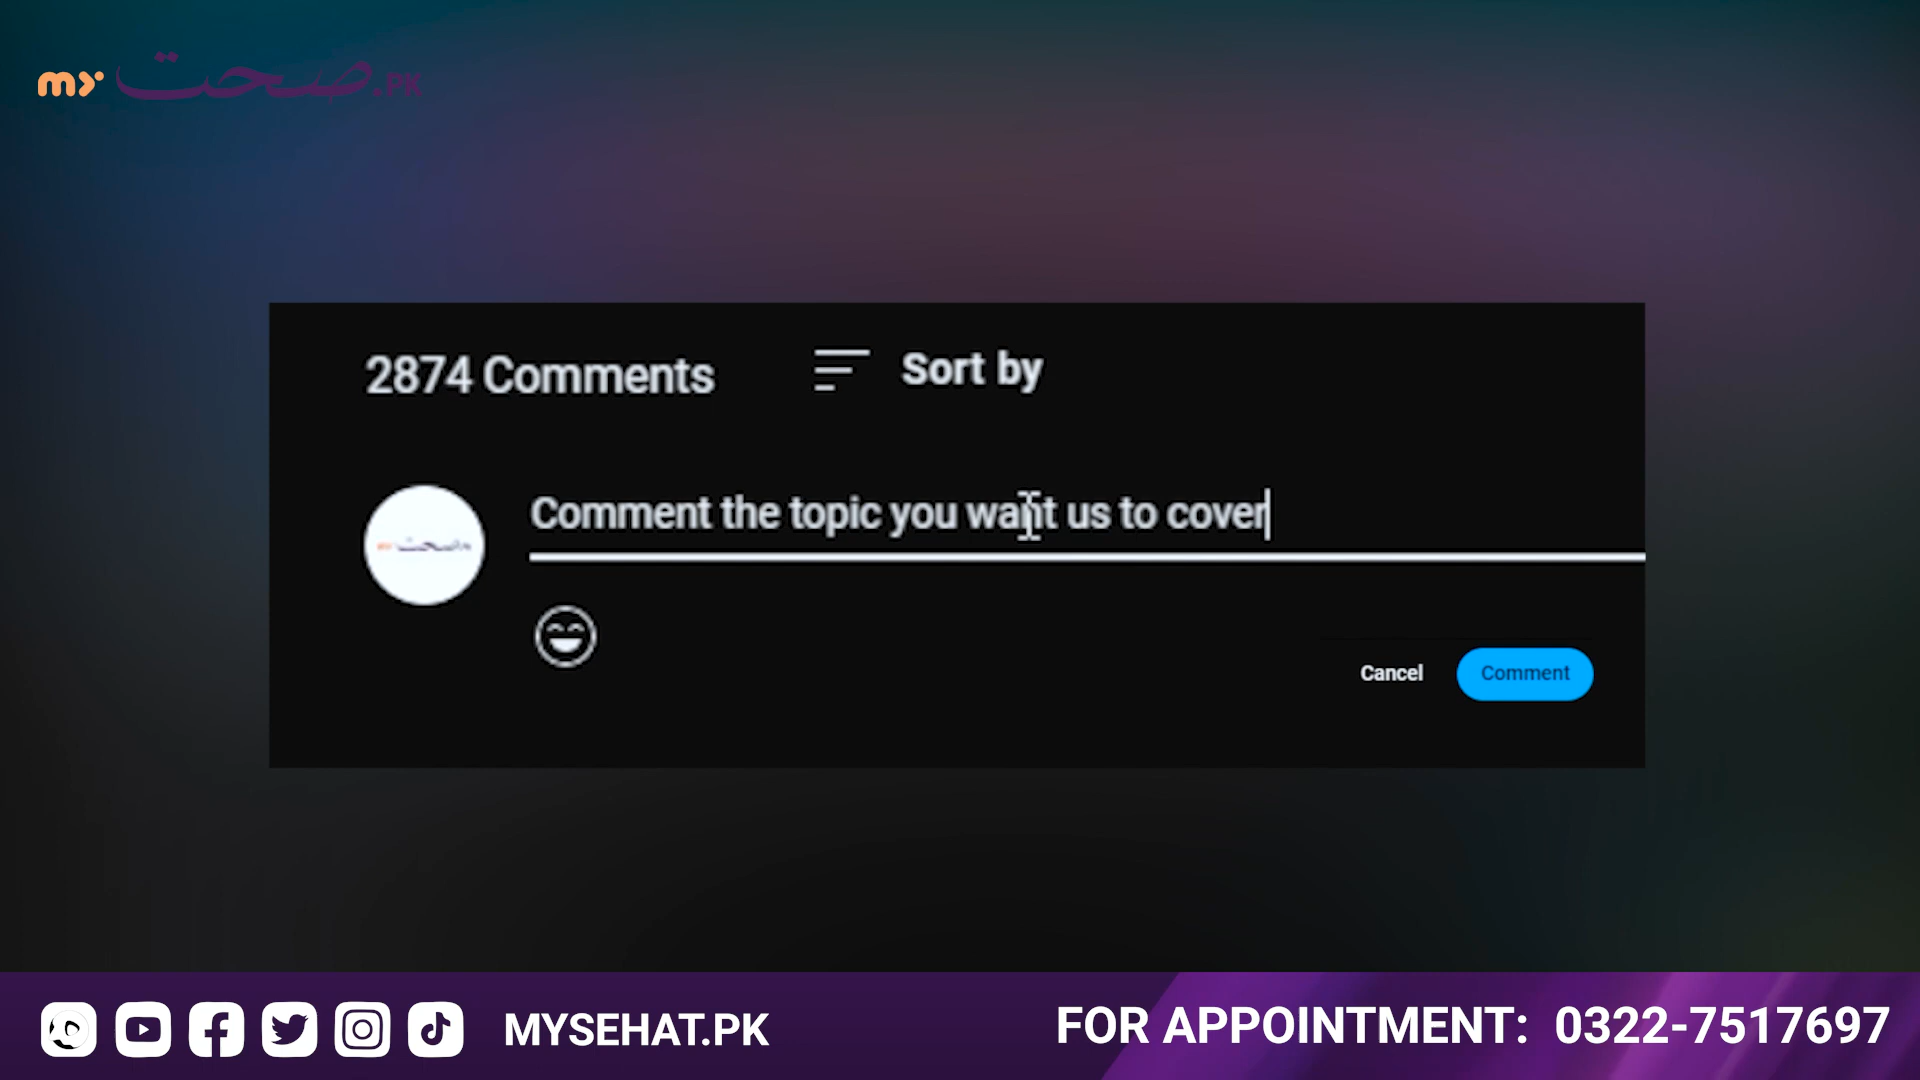 my صحت.PK
2874 Comments
Sort by
Comment the topic you want us to cover
Cancel
Comment
MYSEHAT.PK
FOR APPOINTMENT: 0322-7517697